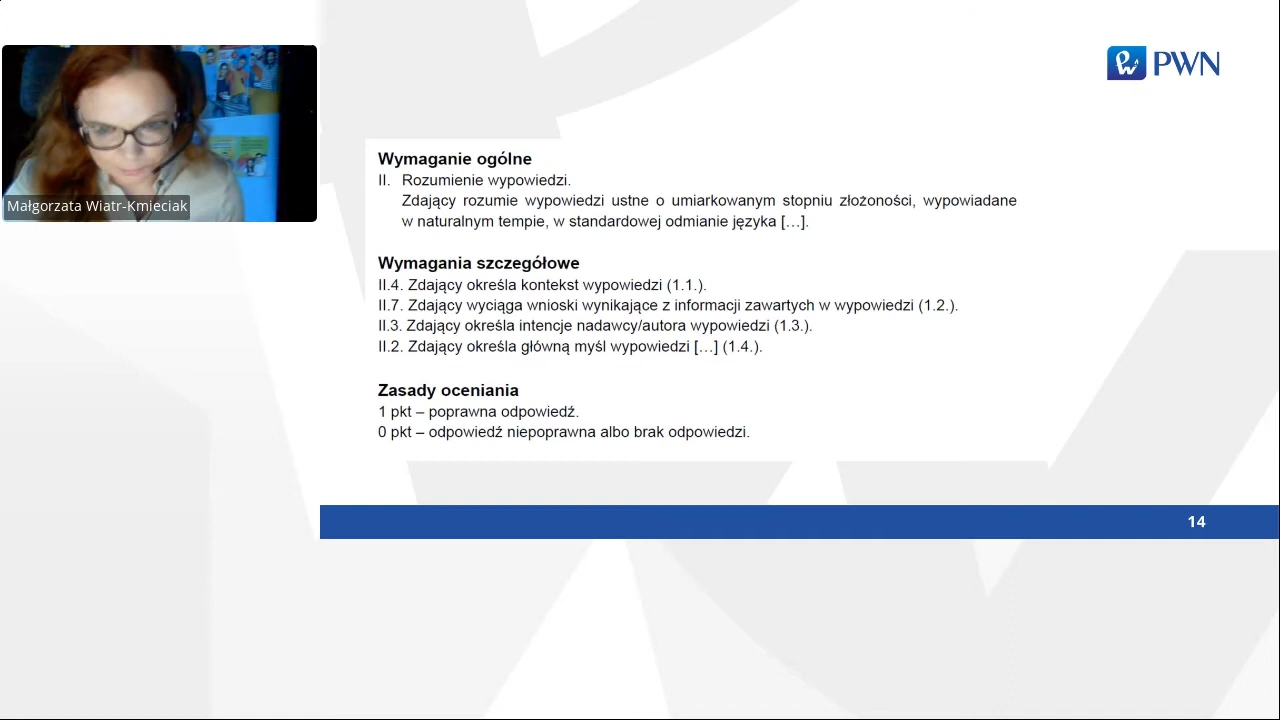 PWN
Małgorzata Wiatr-Kmieciak
Wymaganie ogólne
II. Rozumienie wypowiedzi.
Zdający rozumie wypowiedzi ustne o umiarkowanym stopniu złożoności, wypowiadane
w naturalnym tempie, w standardowej odmianie języka […].
Wymagania szczegółowe
II.4. Zdający określa kontekst wypowiedzi (1.1.).
II.7. Zdający wyciąga wnioski wynikające z informacji zawartych w wypowiedzi (1.2.).
II.3. Zdający określa intencje nadawcy/autora wypowiedzi (1.3.).
II.2. Zdający określa główną myśl wypowiedzi […] (1.4.).
Zasady oceniania
1 pkt – poprawna odpowiedź.
0 pkt – odpowiedź niepoprawna albo brak odpowiedzi.
14